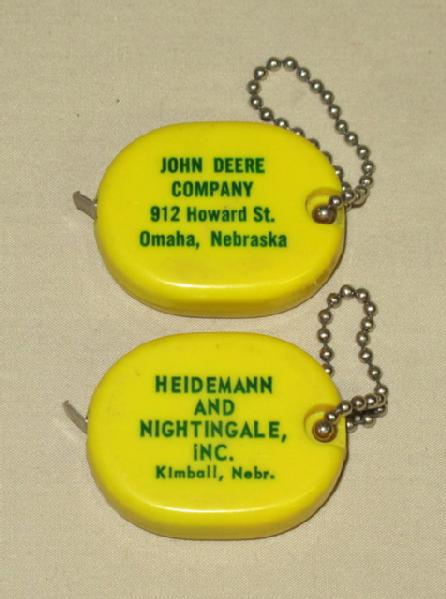 JOHN DEERE
COMPANY
912 Howard St.
Omaha, Nebraska
HEIDEMANN
AND
NIGHTINGALE,
iNC.
Kimball, Nebr.